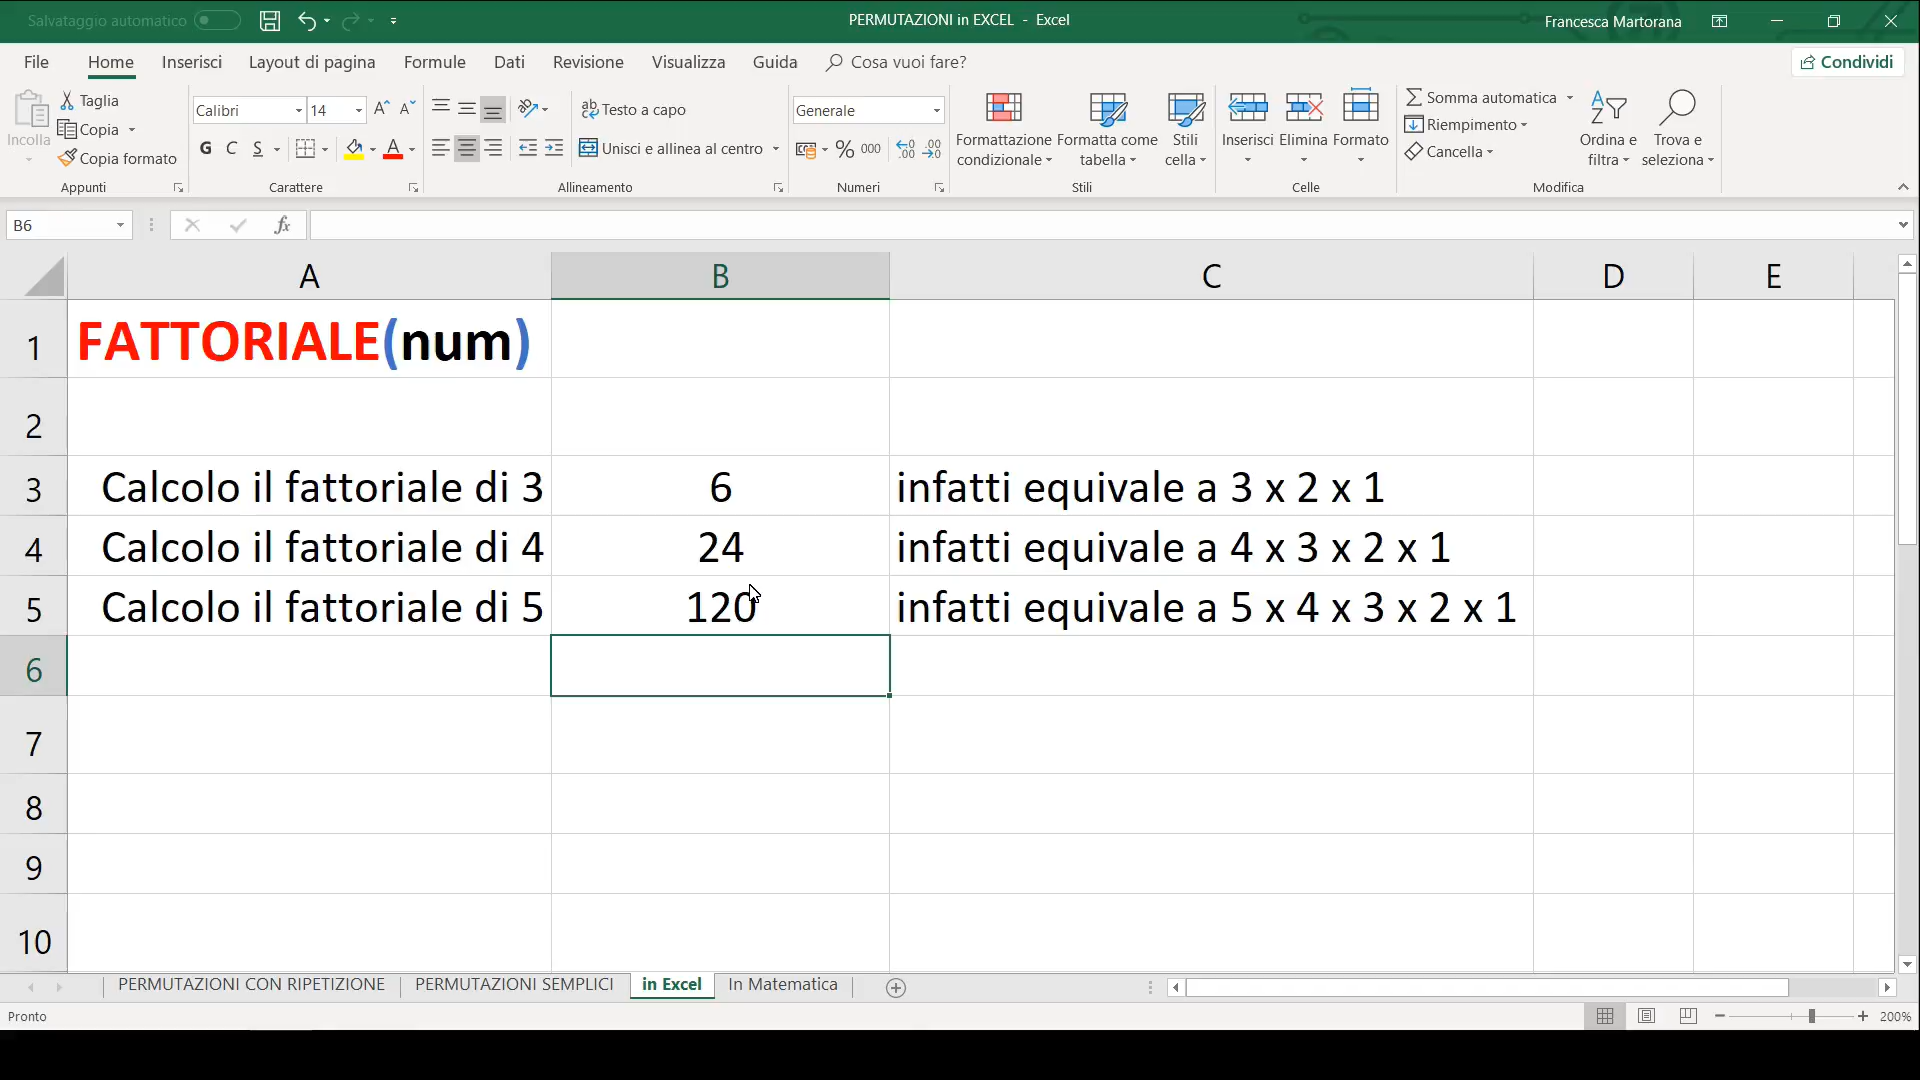 Salvataggio automatico
PERMUTAZIONI in EXCEL - Excel
Francesca Martorana
File Home Inserisci Layout di pagina Formule Dati Revisione Visualizza Guida Cosa vuoi fare? Condividi
Incolla
Taglia
Copia
Copia formato
Appunti
Calibri 14
G C S
Carattere
ab Testo a capo
Unisci e allinea al centro
Allineamento
Generale
% 000
Numeri
Formattazione condizionale
Formatta come tabella
Stili cella
Stili
Inserisci Elimina Formato
Celle
Somma automatica
Riempimento
Cancella
Ordina e filtra
Trova e seleziona
Modifica
B6
fx
A B C D E
1 FATTORIALE(num)
2
3 Calcolo il fattoriale di 3 6 infatti equivale a 3 x 2 x 1
4 Calcolo il fattoriale di 4 24 infatti equivale a 4 x 3 x 2 x 1
5 Calcolo il fattoriale di 5 120 infatti equivale a 5 x 4 x 3 x 2 x 1
6
7
8
9
10
PERMUTAZIONI CON RIPETIZIONE PERMUTAZIONI SEMPLICI in Excel In Matematica
Pronto
200%